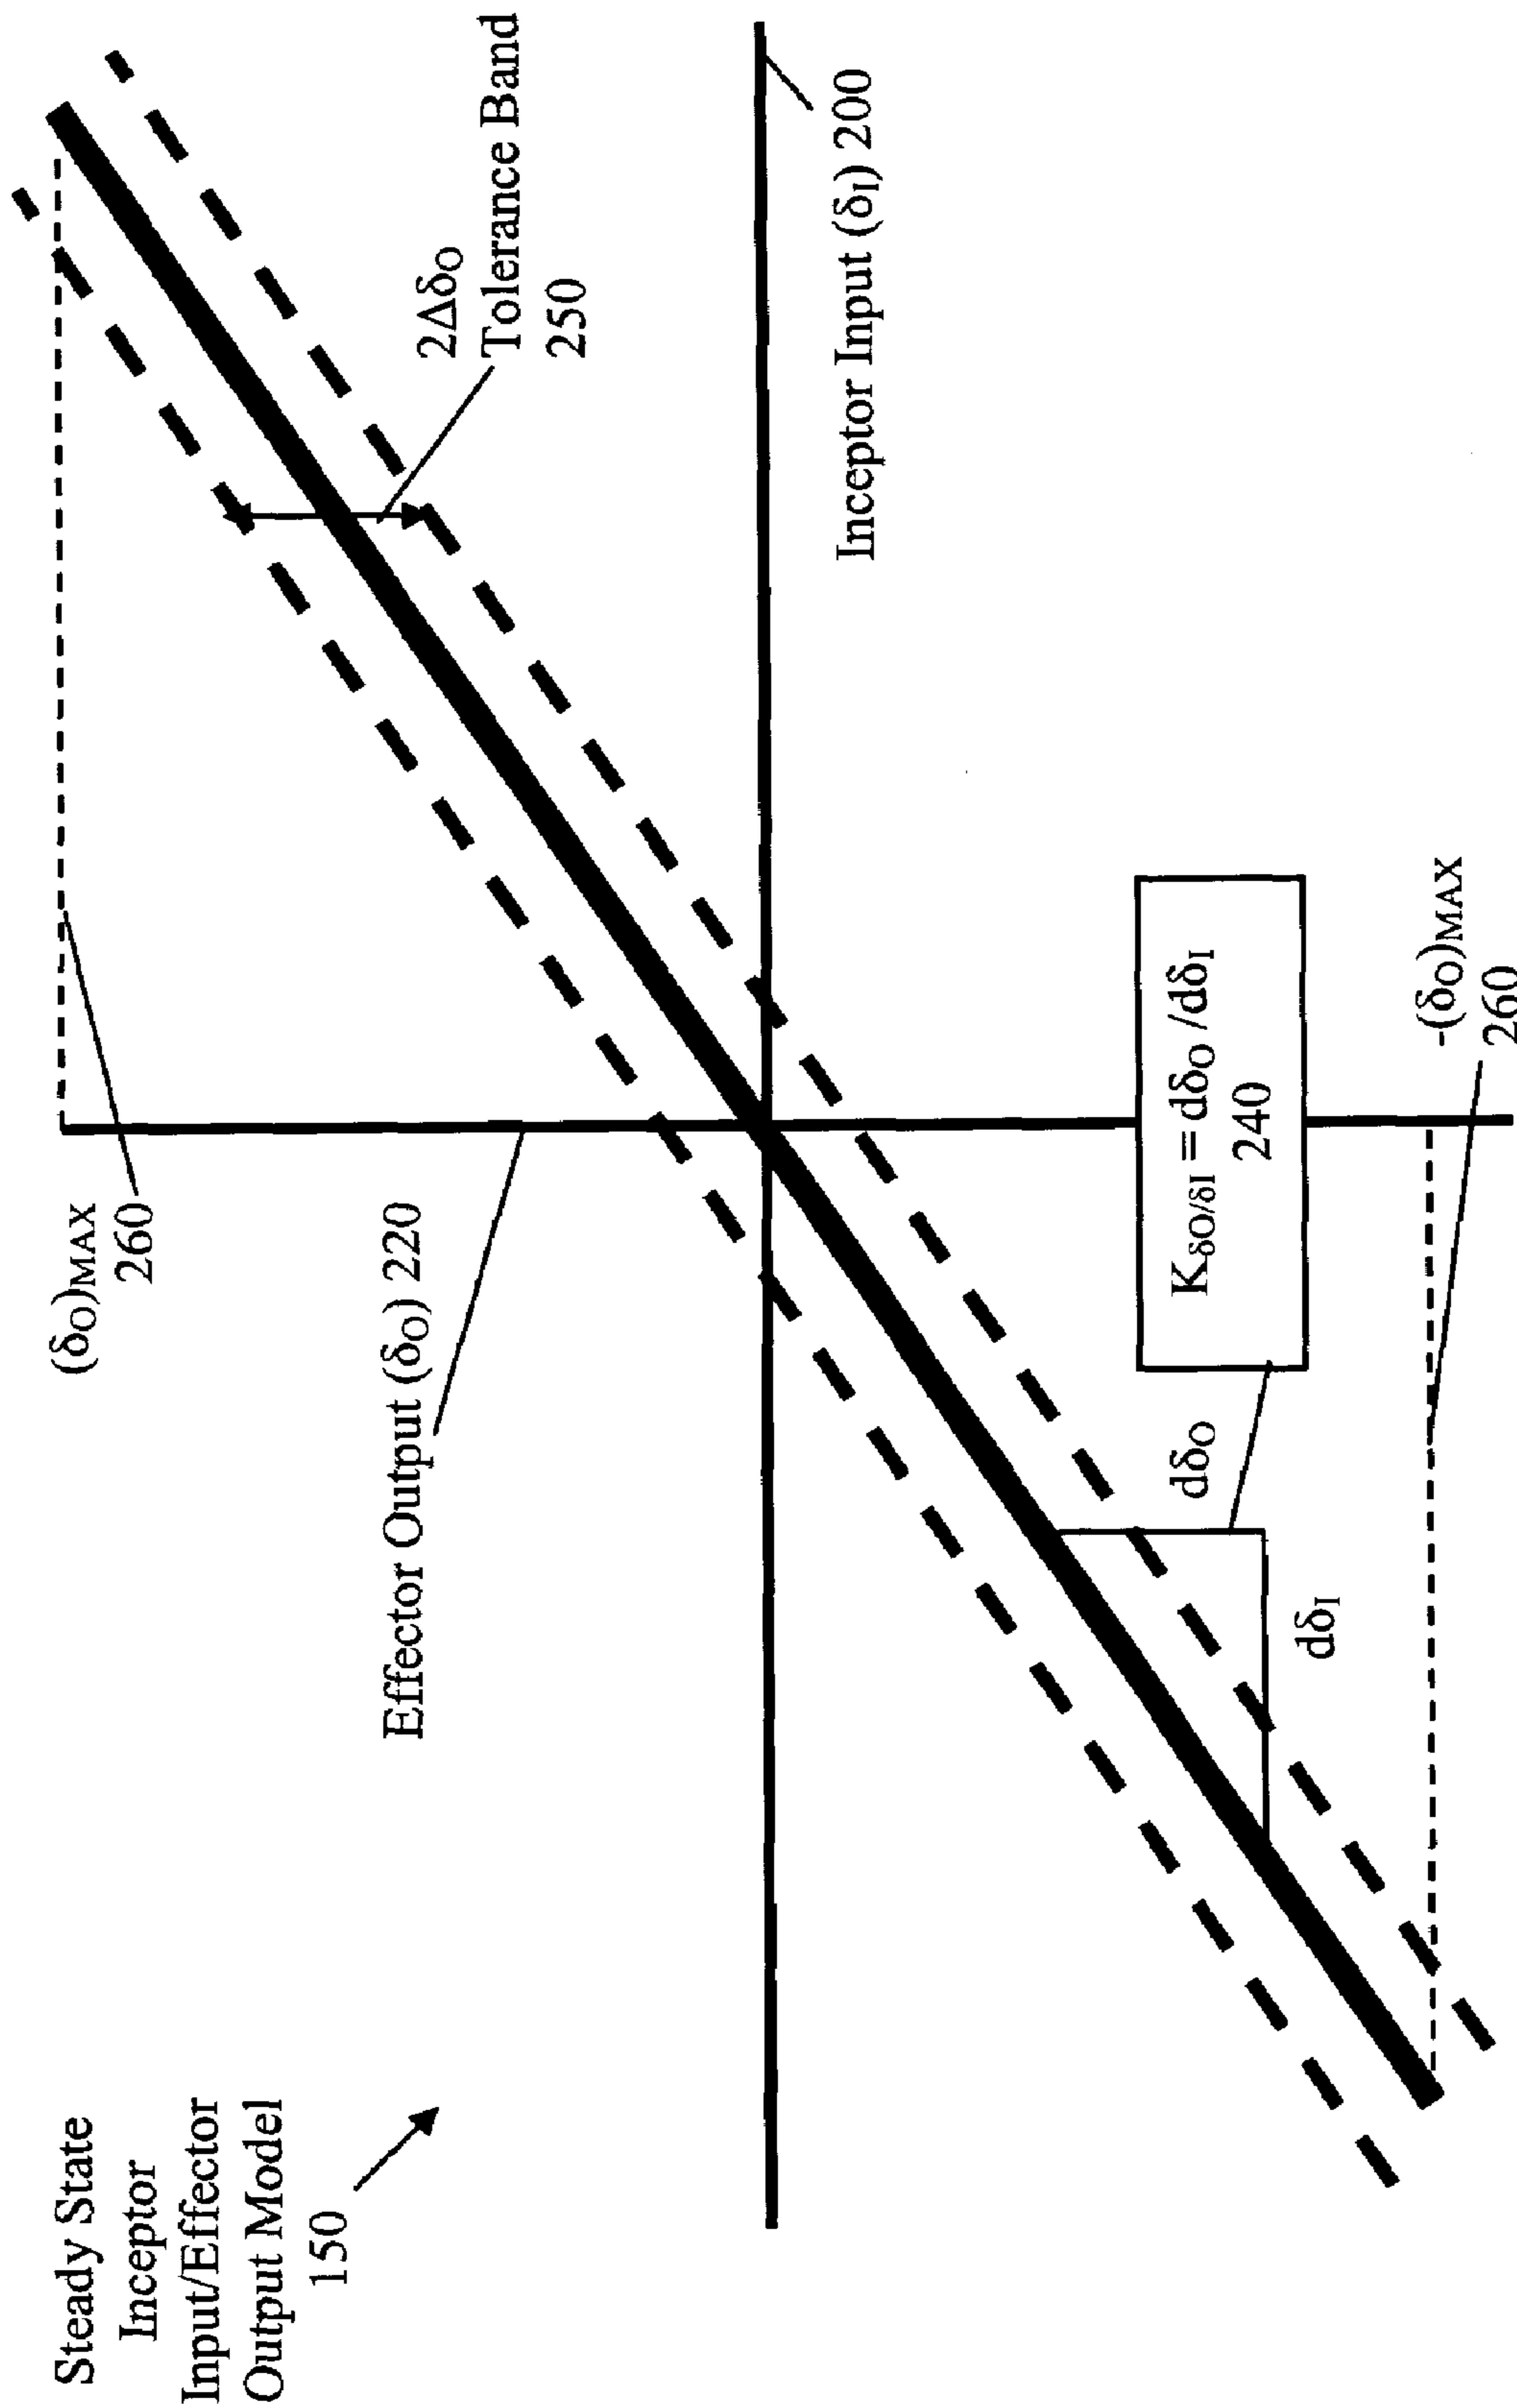 Steady State
Inceptor
Input/Effector
Output Model
150
(δO)MAX
260
Effector Output (δO) 220
2ΔδO
Tolerance Band
250
Inceptor Input (δI) 200
KδO/δI = dδO /dδI
240
dδO
dδI
-(δO)MAX
260